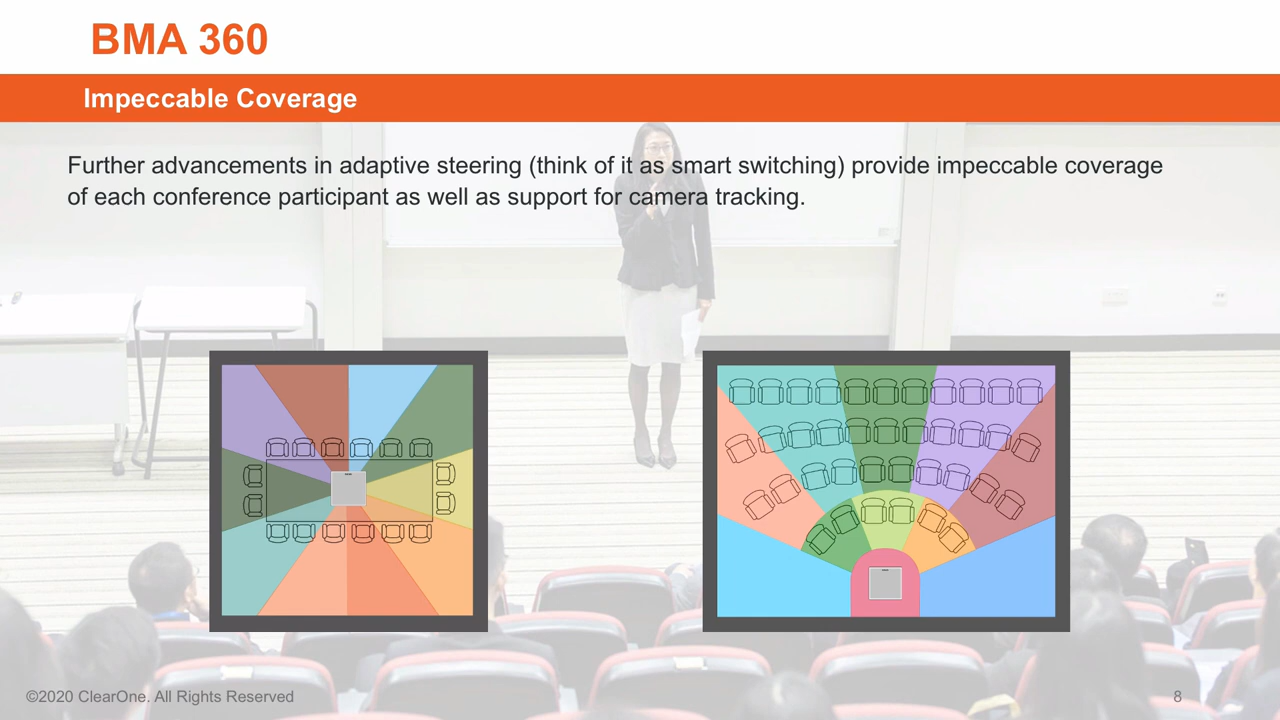 BMA 360
Impeccable Coverage
Further advancements in adaptive steering (think of it as smart switching) provide impeccable coverage
of each conference participant as well as support for camera tracking.
©2020 ClearOne. All Rights Reserved
8